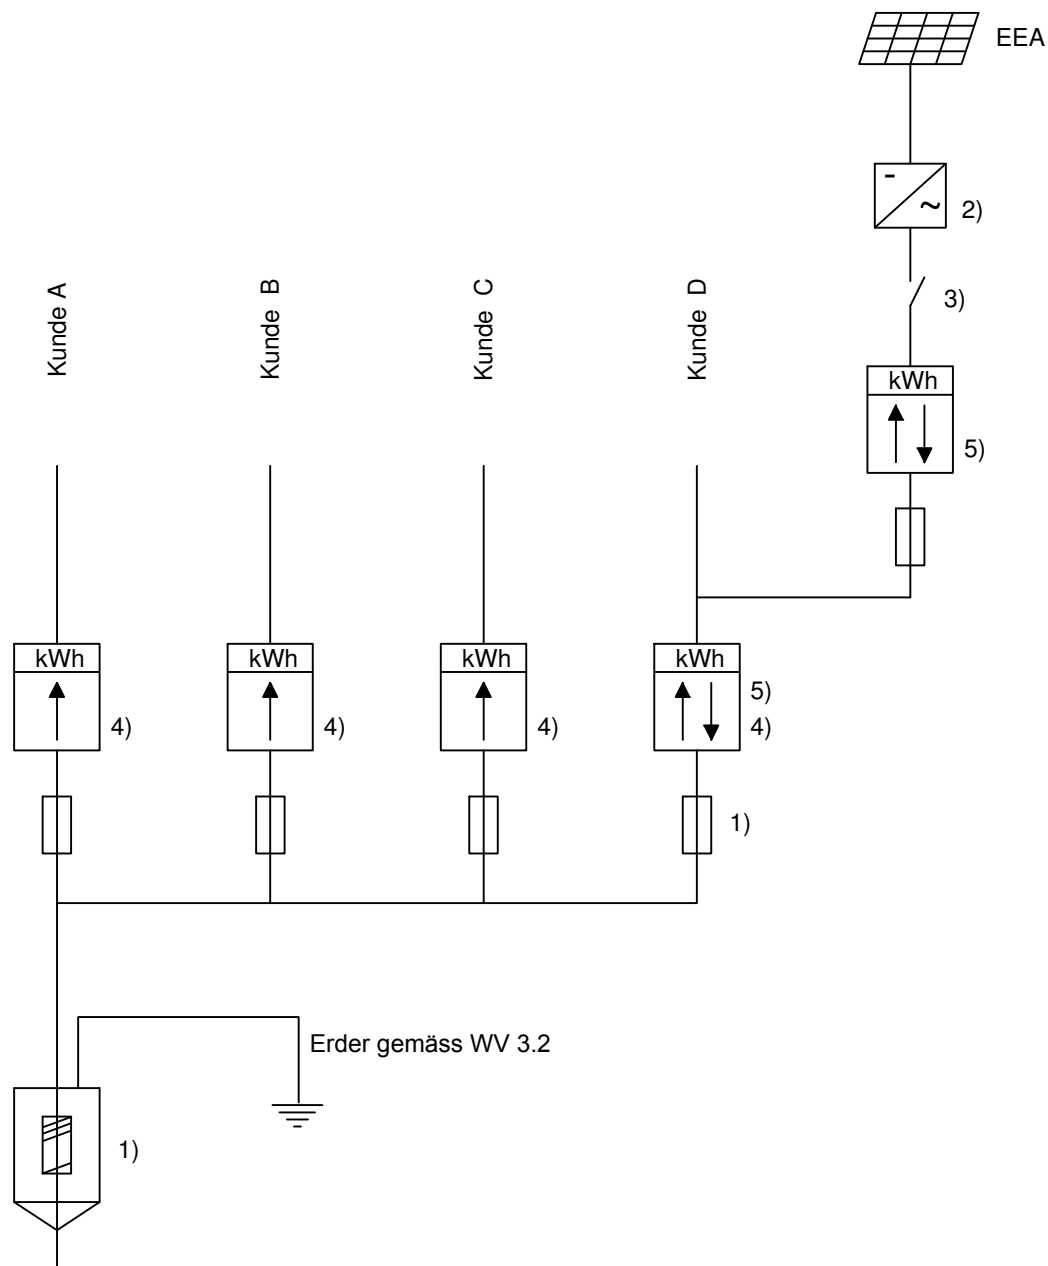 EEA
-
~
2)
3)
Kunde A
Kunde B
Kunde C
Kunde D
kWh
5)
kWh
4)
kWh
4)
kWh
4)
kWh
5)
4)
1)
Erder gemäss WV 3.2
1)